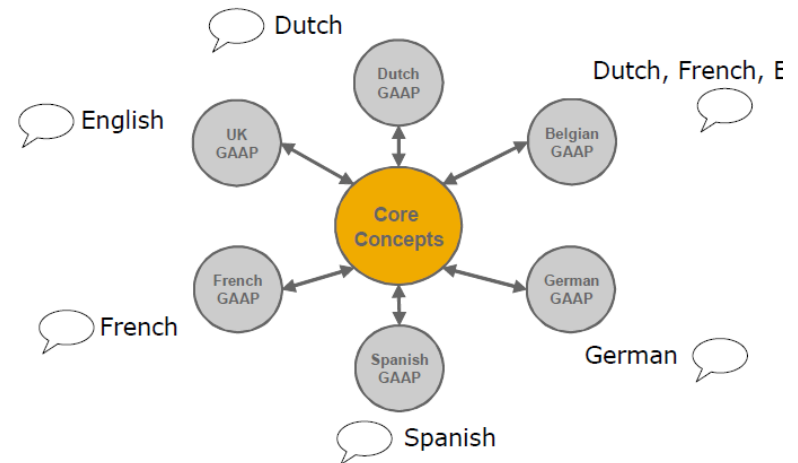 Dutch
Dutch
GAAP
Dutch, French,
English
UK
GAAP
Belgian
GAAP
Core
Concepts
French
GAAP
German
GAAP
French
Spanish
GAAP
German
Spanish